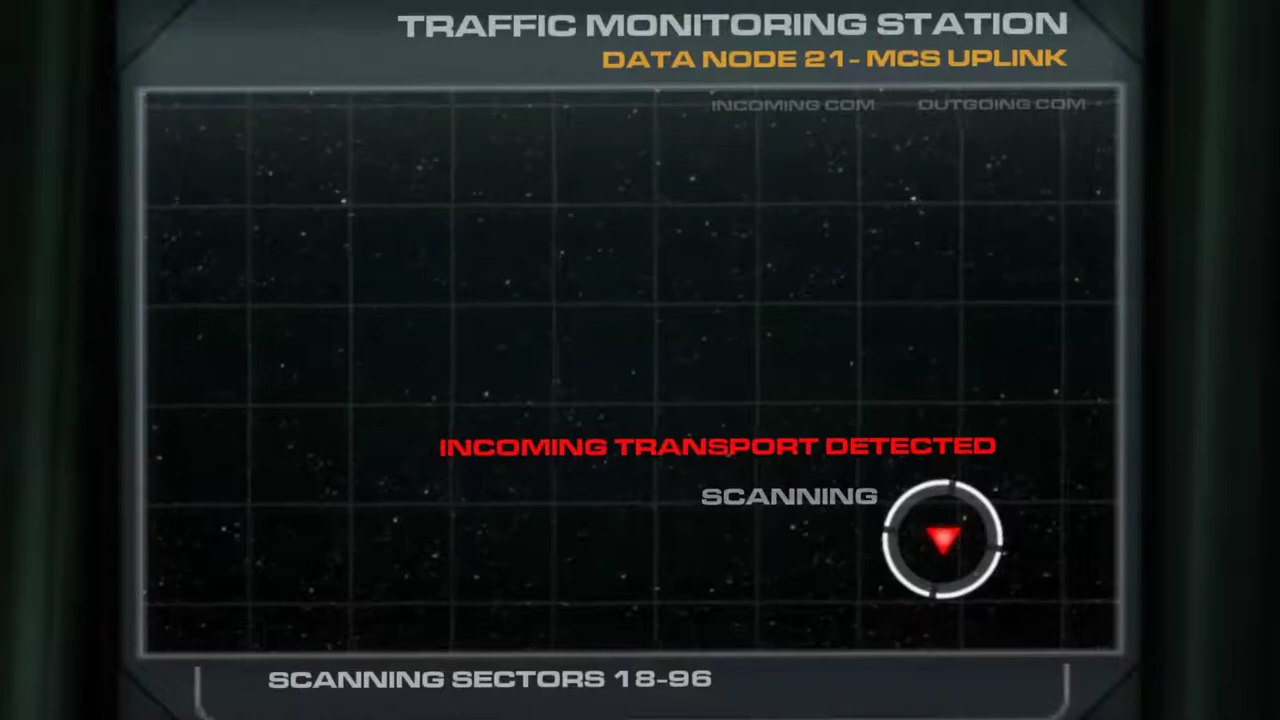 TRAFFIC MONITORING STATION
DATA NODE 21- MCS UPLINK
INCOMING COM OUTGOING COM
INCOMING TRANSPORT DETECTED
SCANNING
SCANNING SECTORS 18-96